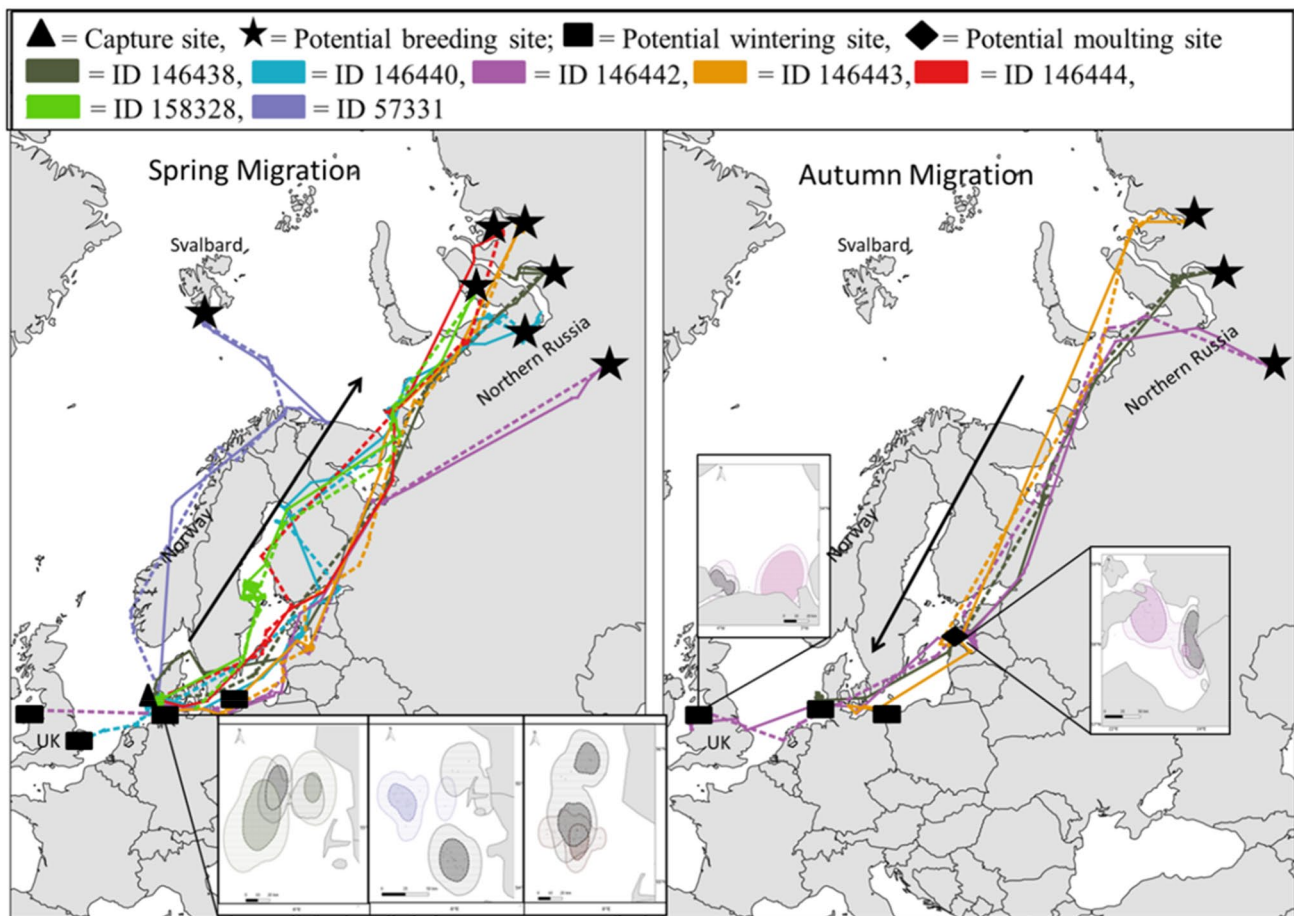 = Capture site, = Potential breeding site; = Potential wintering site, = Potential moulting site
= ID 146438, = ID 146440, = ID 146442, = ID 146443, = ID 146444,
= ID 158328, = ID 57331
Spring Migration
Svalbard
Northern Russia
Norway
UK
Autumn Migration
Svalbard
Northern Russia
Norway
UK